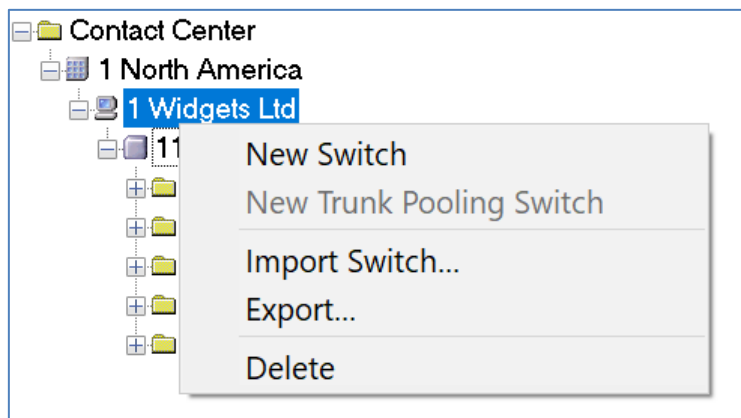 Contact Center
1 North America
1 Widgets Ltd
11
New Switch
New Trunk Pooling Switch
Import Switch...
Export...
Delete